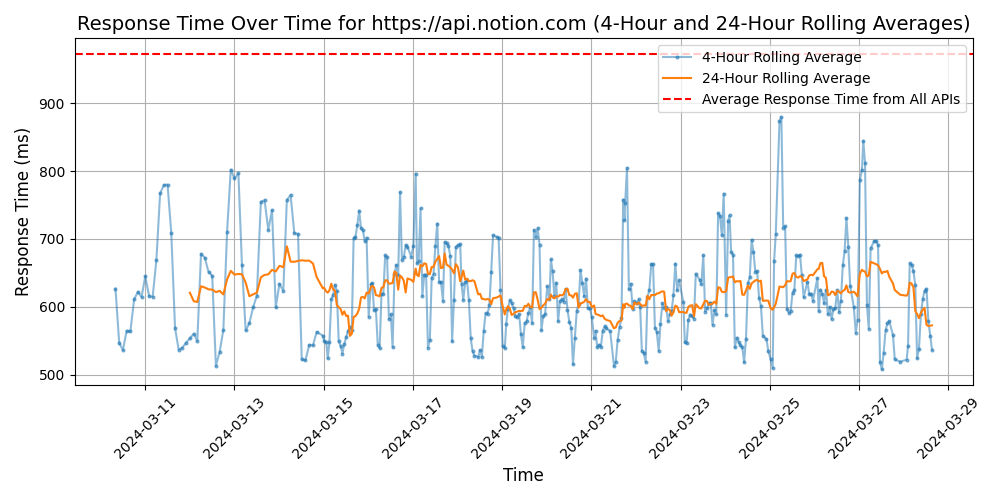 Response Time Over Time for https://api.notion.com (4-Hour and 24-Hour Rolling Averages)
4-Hour Rolling Average
24-Hour Rolling Average
Average Response Time from All APIs
Response Time (ms)
900
800
700
600
500
2024-03-11
2024-03-13
2024-03-15
2024-03-17
2024-03-19
2024-03-21
2024-03-23
2024-03-25
2024-03-27
2024-03-29
Time